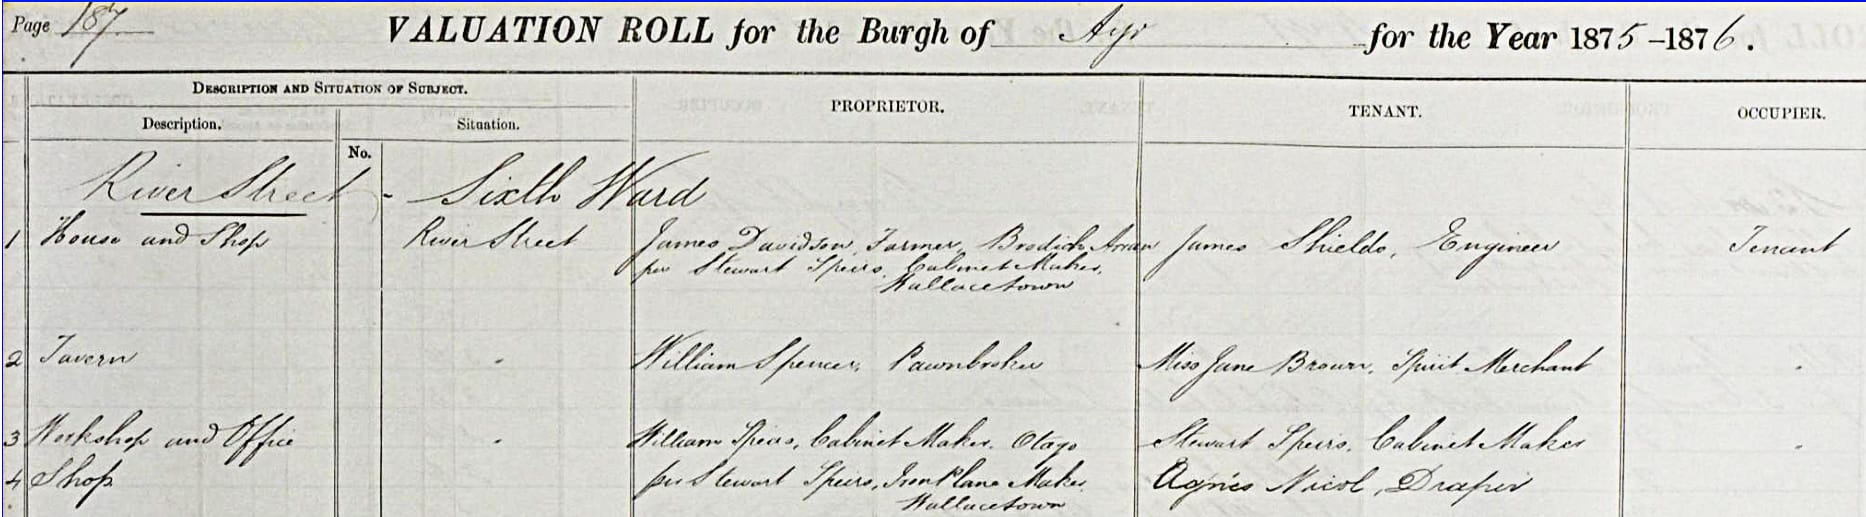 Page 187
VALUATION ROLL for the Burgh of Ayr for the Year 1875-1876.
DESCRIPTION AND SITUATION OF SUBJECT.
PROPRIETOR.
TENANT.
OCCUPIER.
Description.
No.
Situation.
River Street - Sixth Ward
1 House and Shop River Street James Davidson, Farmer, Brodick Arran James Shields, Engineer Tenant
per Stewart Speirs, Cabinet Maker,
Wallacetown
2 Tavern " William Spencer, Pawnbroker Miss Jane Brown, Spirit Merchant "
3 Workshop and Office " William Speirs, Cabinet Maker, Otago Stewart Speirs, Cabinet Maker "
4 Shop per Stewart Speirs, Iron Plane Maker, Agnes Nicol, Draper
Wallacetown